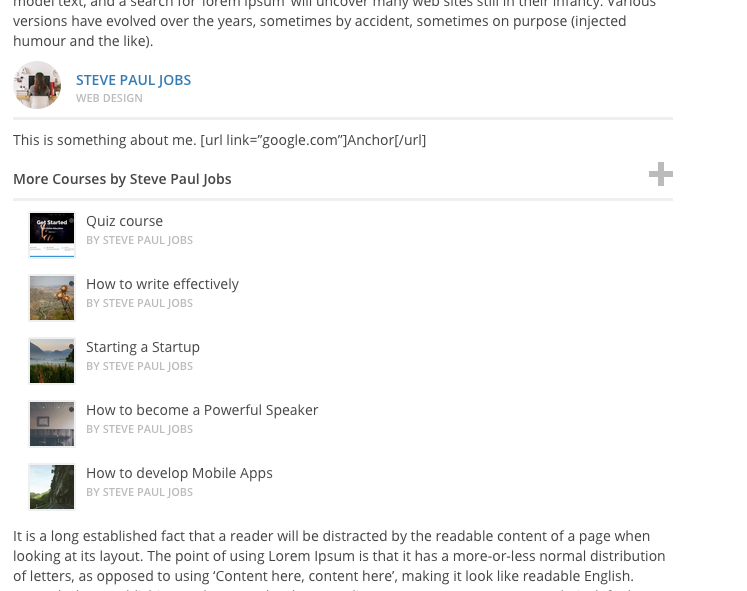 model text, and a search for 'lorem ipsum' will uncover many web sites still in their infancy. Various
versions have evolved over the years, sometimes by accident, sometimes on purpose (injected
humour and the like).
STEVE PAUL JOBS
WEB DESIGN
This is something about me. [url link=”google.com”]Anchor[/url]
More Courses by Steve Paul Jobs
Get Started
Quiz course
BY STEVE PAUL JOBS
How to write effectively
BY STEVE PAUL JOBS
Starting a Startup
BY STEVE PAUL JOBS
How to become a Powerful Speaker
BY STEVE PAUL JOBS
How to develop Mobile Apps
BY STEVE PAUL JOBS
It is a long established fact that a reader will be distracted by the readable content of a page when
looking at its layout. The point of using Lorem Ipsum is that it has a more-or-less normal distribution
of letters, as opposed to using ‘Content here, content here’, making it look like readable English.